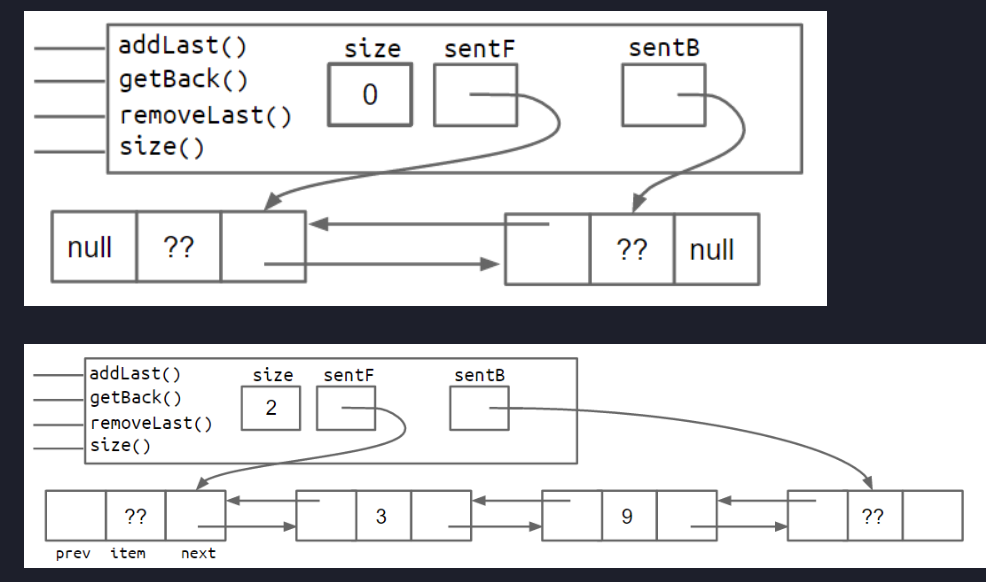 addLast()
size sentF sentB
getBack()
0
removeLast()
size()
null ??
?? null
addLast()
size sentF sentB
getBack()
2
removeLast()
size()
?? 3 9 ??
prev item next